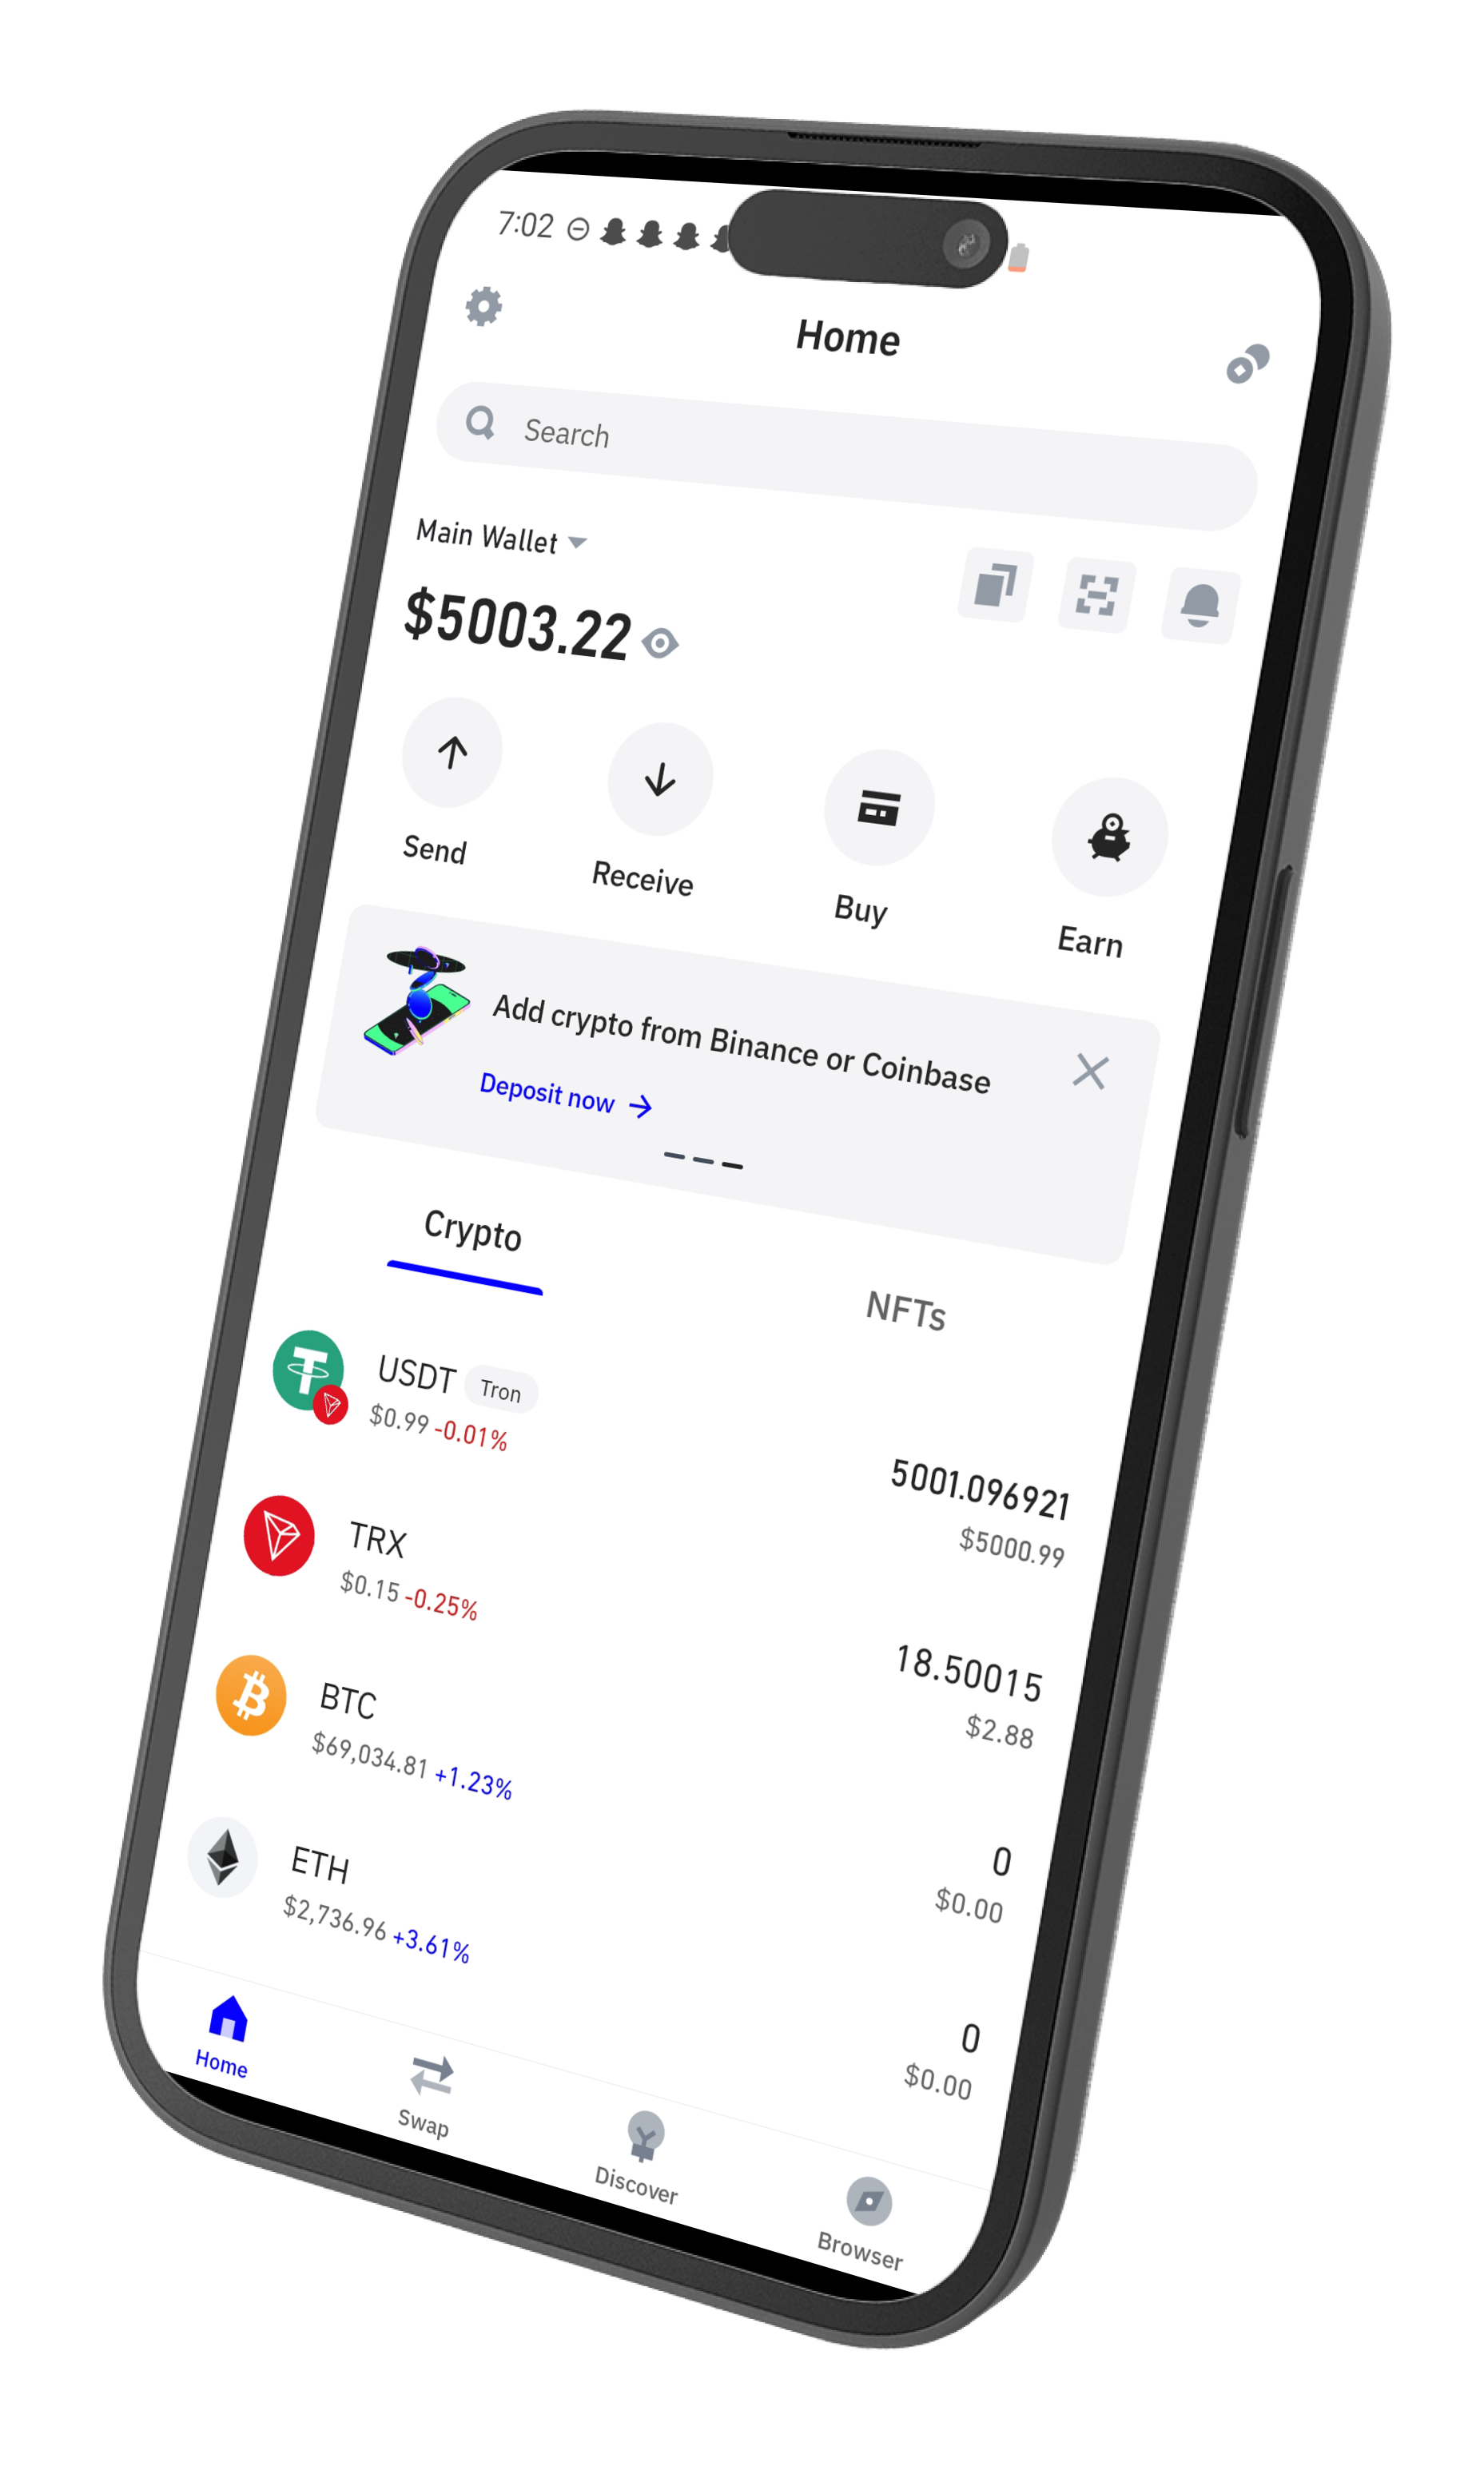 7:02
Home
Search
Main Wallet
$5003.22
Send
Receive
Buy
Earn
Add crypto from Binance or Coinbase
Deposit now →
Crypto
NFTs
USDT Tron
$0.99 -0.01%
5001.096921
$5000.99
TRX
$0.15 -0.25%
18.50015
$2.88
BTC
$69,034.81 +1.23%
0
$0.00
ETH
$2,736.96 +3.61%
0
$0.00
Home
Swap
Discover
Browser